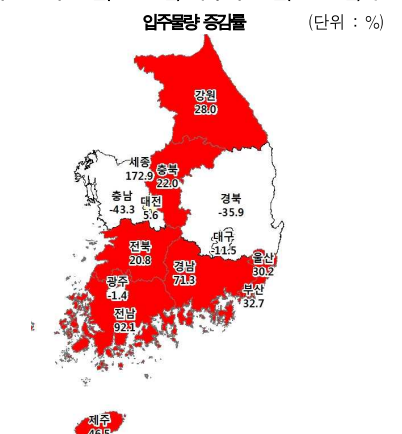 입주물량 증감률
(단위 : %)
강원
28.0
세종
172.9
충북
22.0
충남
-43.3
대전
5.6
경북
-35.9
대구
-11.5
전북
20.8
경남
71.3
울산
30.2
광주
-1.4
부산
32.7
전남
92.1
제주